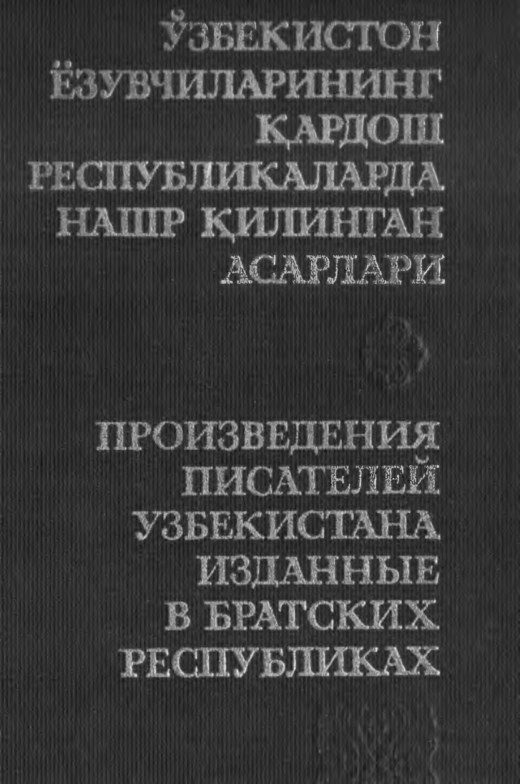 ЎЗБЕКИСТОН
ЁЗУВЧИЛАРИНИНГ
ҚАРДОШ
РЕСПУБЛИКАЛАРДА
НАШР ҚИЛИНГАН
АСАРЛАРИ
ПРОИЗВЕДЕНИЯ
ПИСАТЕЛЕЙ
УЗБЕКИСТАНА
ИЗДАННЫЕ
В БРАТСКИХ
РЕСПУБЛИКАХ